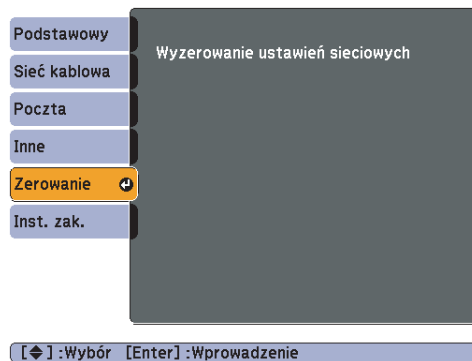 Podstawowy
Wyzerowanie ustawień sieciowych
Sieć kablowa
Poczta
Inne
Zerowanie
Inst. zak.
[◆] :Wybór [Enter] :Wprowadzenie